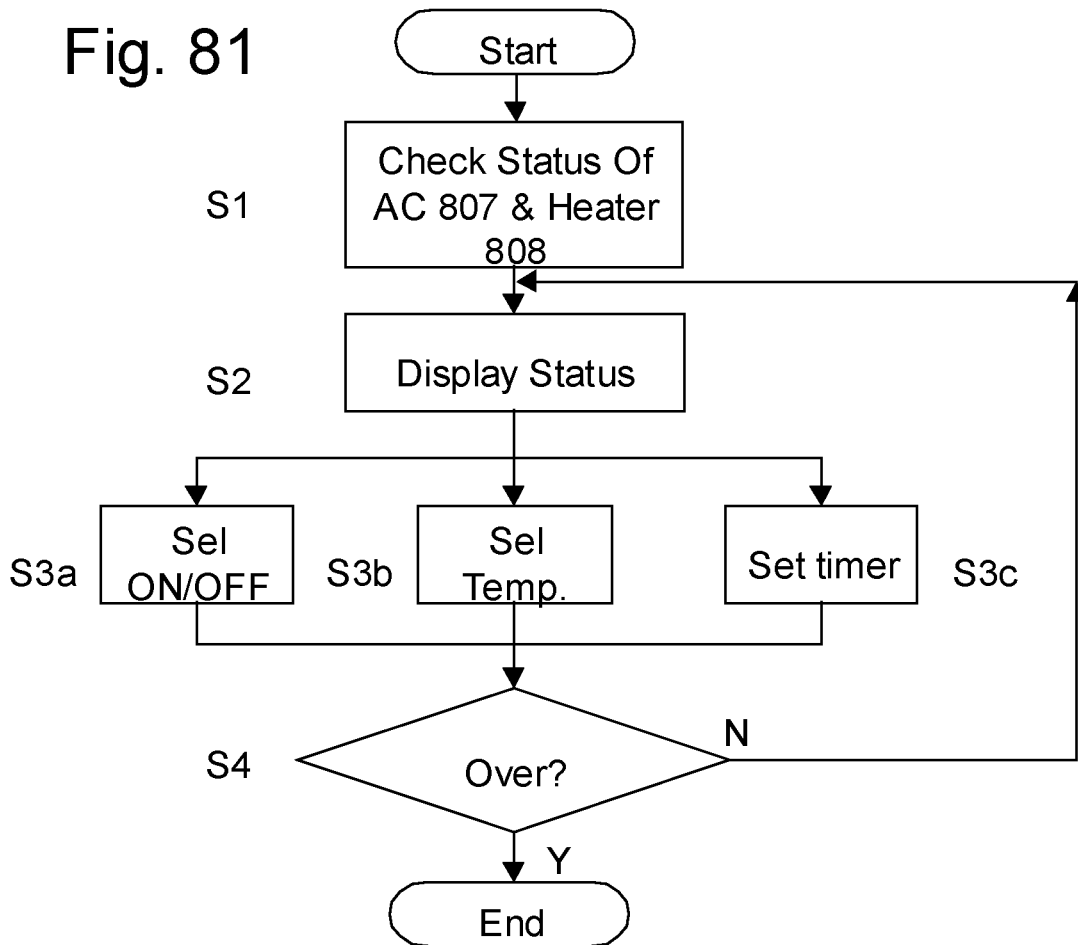 Fig. 81
Start
S1
Check Status Of
AC 807 & Heater
808
S2
Display Status
S3a
Sel
ON/OFF
S3b
Sel
Temp.
Set timer
S3c
S4
Over?
N
Y
End